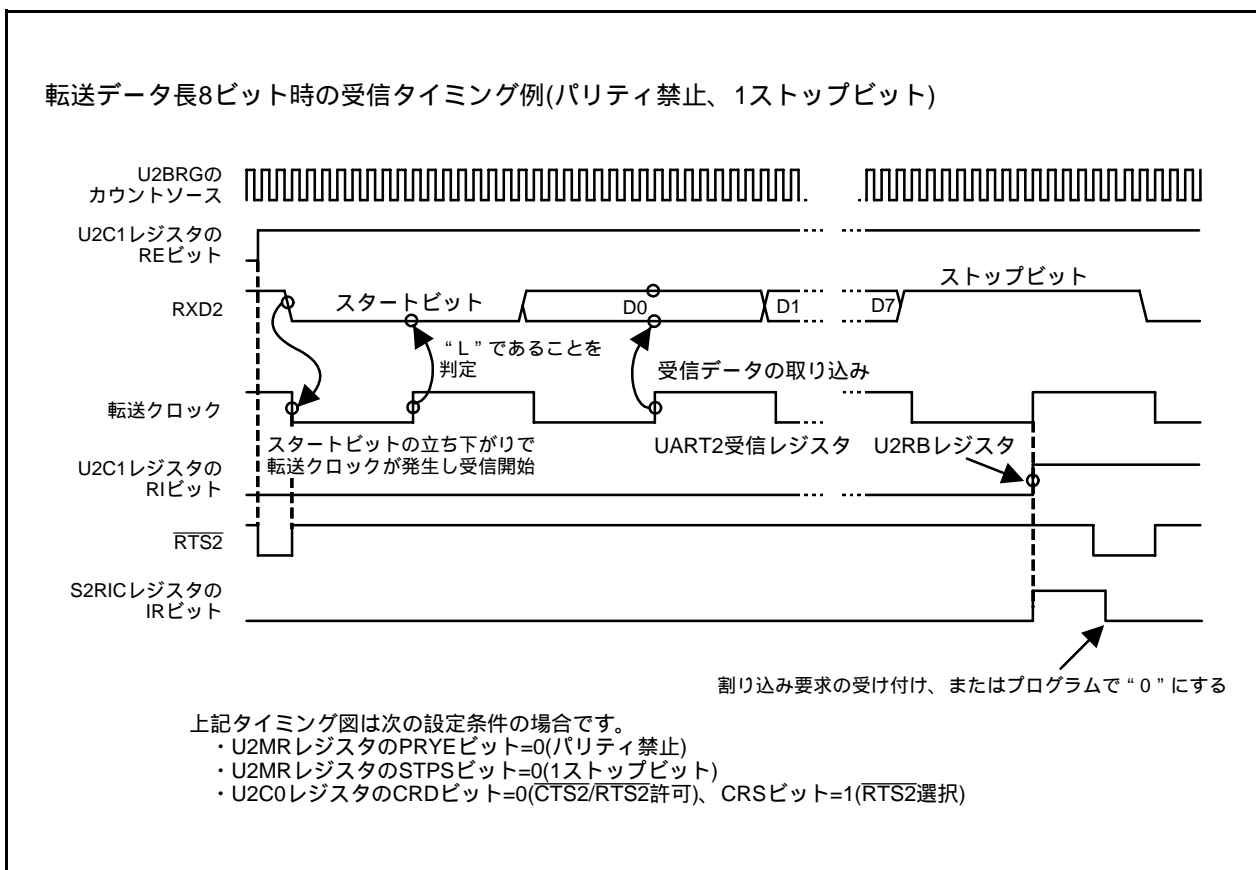 転送データ長8ビット時の受信タイミング例(パリティ禁止、1ストップビット)
U2BRGの
カウントソース
U2C1レジスタの
REビット
RXD2
スタートビット
D0
D1
D7
ストップビット
“L”であることを
判定
受信データの取り込み
転送クロック
スタートビットの立ち下がりで
転送クロックが発生し受信開始
UART2受信レジスタ
U2RBレジスタ
U2C1レジスタの
RIビット
RTS2
S2RICレジスタの
IRビット
割り込み要求の受け付け、またはプログラムで“0”にする
上記タイミング図は次の設定条件の場合です。
・U2MRレジスタのPRYEビット=0(パリティ禁止)
・U2MRレジスタのSTPSビット=0(1ストップビット)
・U2C0レジスタのCRDビット=0(CTS2/RTS2許可)、CRSビット=1(RTS2選択)